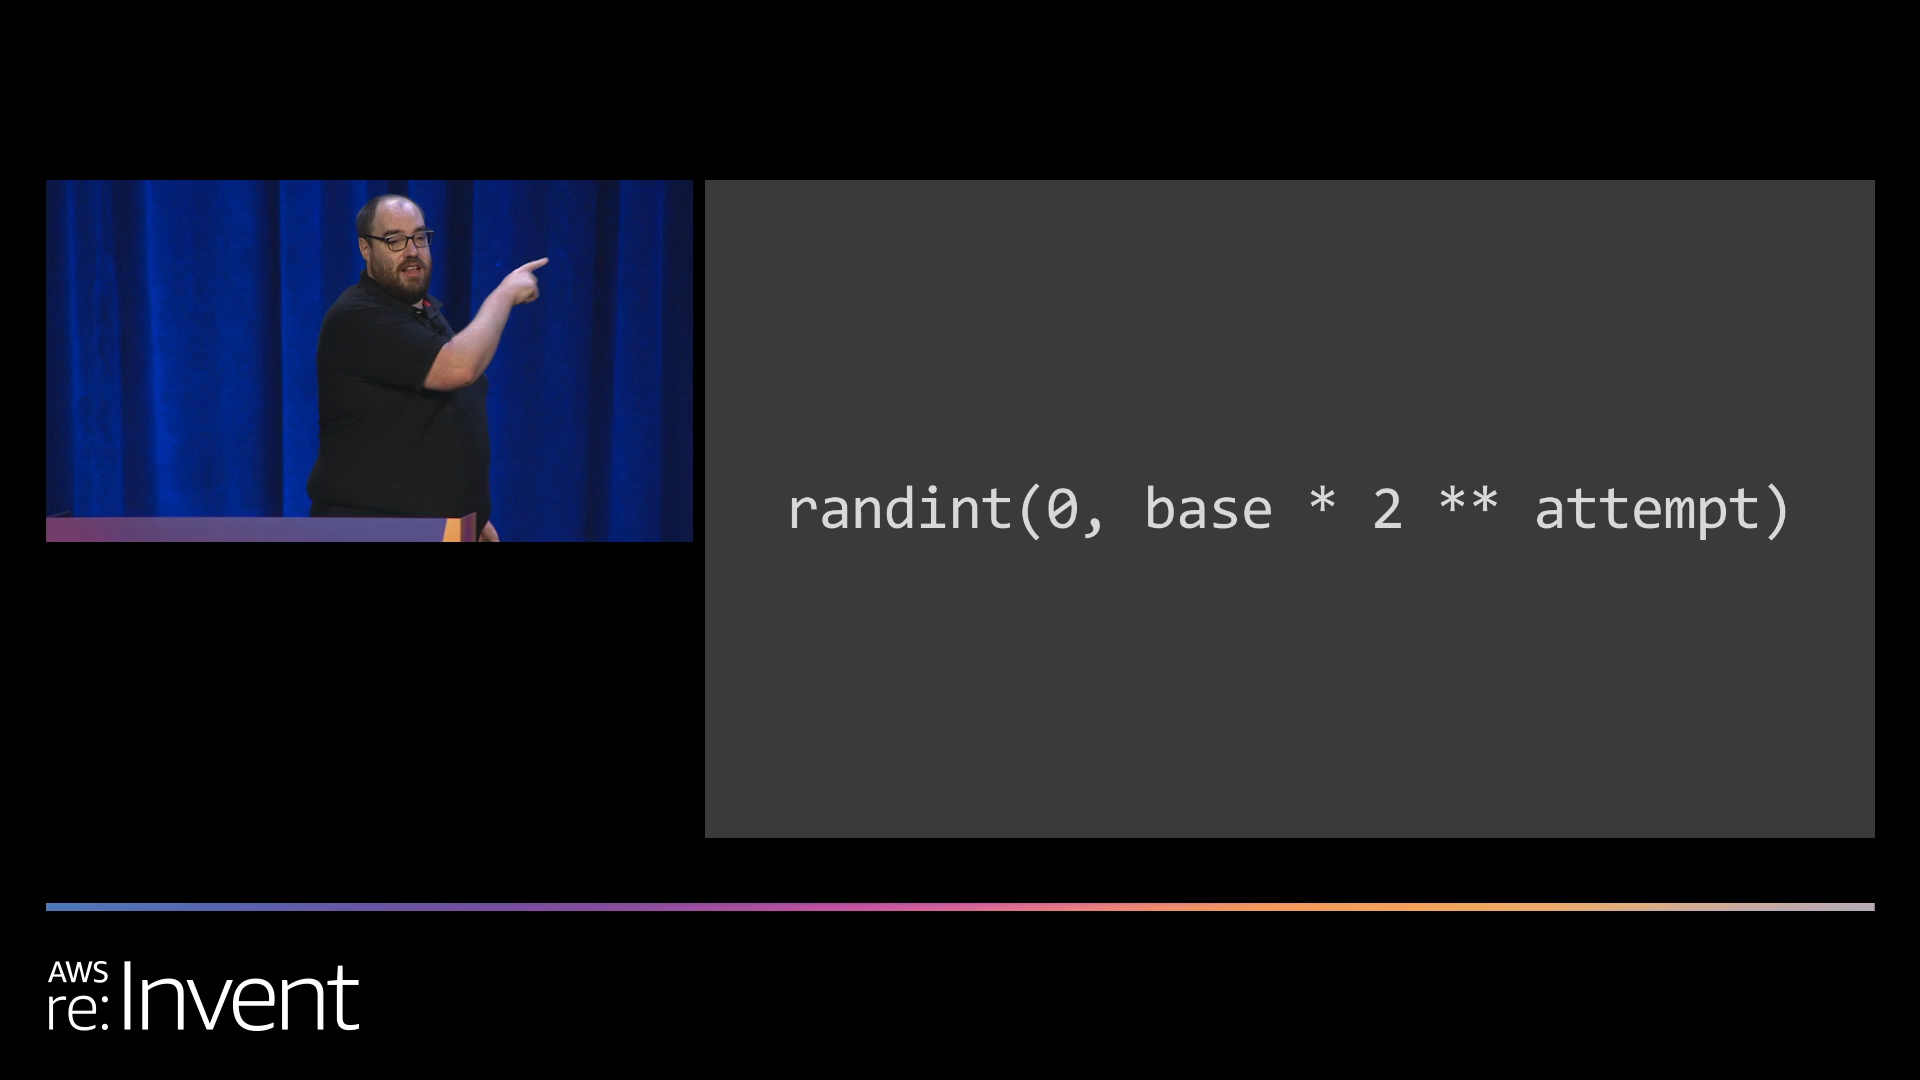 randint(0, base * 2 ** attempt)
AWS
re:Invent